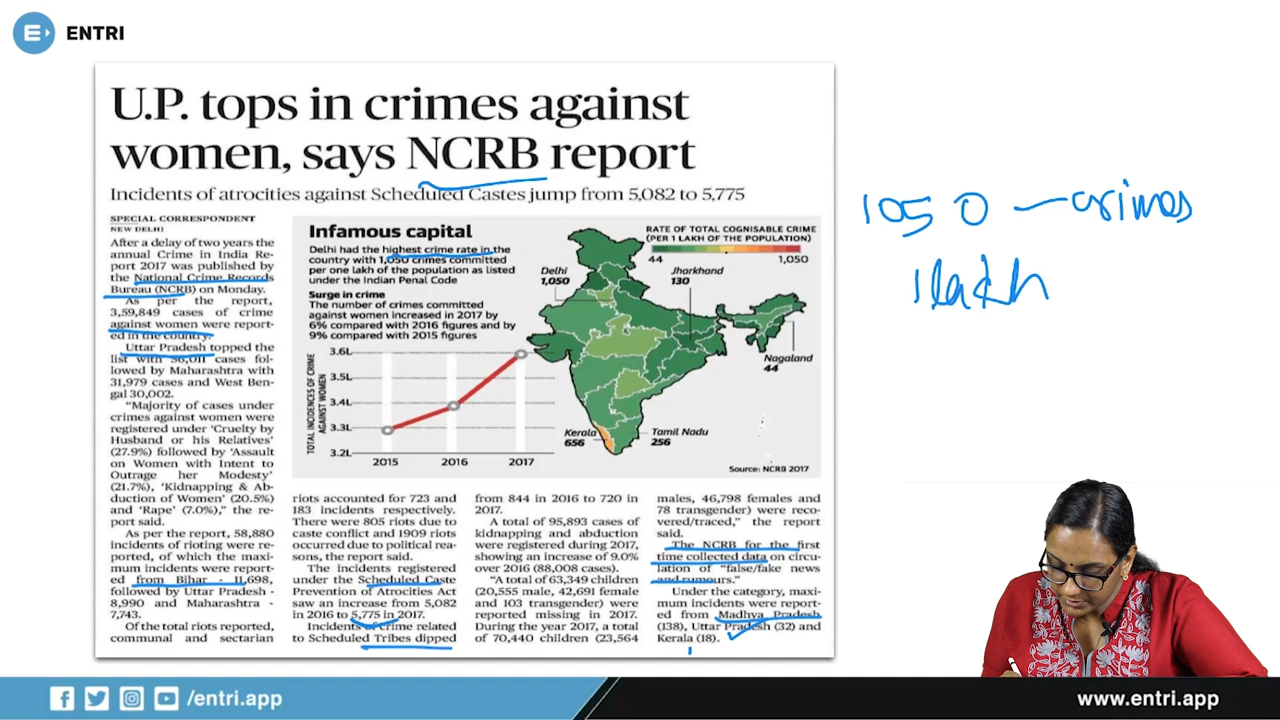 ENTRI
U.P. tops in crimes against
women, says NCRB report
Incidents of atrocities against Scheduled Castes jump from 5,082 to 5,775
SPECIAL CORRESPONDENT
NEW DELHI
After a delay of two years the
annual Crime in India Re-
port 2017 was published by
the National Crime Records
Bureau (NCRB) on Monday.
As per the report,
3,59,849 cases of crime
against women were report-
ed in the country.
Uttar Pradesh topped the
list with 56,011 cases fol-
lowed by Maharashtra with
31,979 cases and West Ben-
gal 30,002.
"Majority of cases under
crimes against women were
registered under 'Cruelty by
Husband or his Relatives'
(27.9%) followed by 'Assault
on Women with Intent to
Outrage her Modesty'
(21.7%), 'Kidnapping & Ab-
duction of Women' (20.5%)
and 'Rape' (7.0%)," the re-
port said.
As per the report, 58,880
incidents of rioting were re-
ported, of which the maxi-
mum incidents were report-
ed from Bihar - 11,698,
followed by Uttar Pradesh -
8,990 and Maharashtra -
7,743.
Of the total riots reported,
communal and sectarian
Infamous capital
Delhi had the highest crime rate in the
country with 1,050 crimes committed
per one lakh of the population as listed
under the Indian Penal Code
Surge in crime
The number of crimes committed
against women increased in 2017 by
6% compared with 2016 figures and by
9% compared with 2015 figures
TOTAL INCIDENCES OF CRIME
AGAINST WOMEN
3.6L
3.5L
3.4L
3.3L
3.2L
2015 2016 2017
RATE OF TOTAL COGNISABLE CRIME
(PER 1 LAKH OF THE POPULATION)
44 1,050
Delhi
1,050
Jharkhand
130
Nagaland
44
Kerala
656
Tamil Nadu
256
Source: NCRB 2017
riots accounted for 723 and
183 incidents respectively.
There were 805 riots due to
caste conflict and 1909 riots
occurred due to political rea-
sons, the report said.
The incidents registered
under the Scheduled Caste
Prevention of Atrocities Act
saw an increase from 5,082
in 2016 to 5,775 in 2017.
Incidents of crime related
to Scheduled Tribes dipped
from 844 in 2016 to 720 in
2017.
A total of 95,893 cases of
kidnapping and abduction
were registered during 2017,
showing an increase of 9.0%
over 2016 (88,008 cases).
"A total of 63,349 children
(20,555 male, 42,691 female
and 103 transgender) were
reported missing in 2017.
During the year 2017, a total
of 70,440 children (23,564
males, 46,798 females and
78 transgender) were reco-
vered/traced," the report
said.
The NCRB for the first
time collected data on circu-
lation of "false/fake news
and rumours."
Under the category, maxi-
mum incidents were report-
ed from Madhya Pradesh
(138), Uttar Pradesh (32) and
Kerala (18).
1050 — crimes
1 lakh
/entri.app
www.entri.app